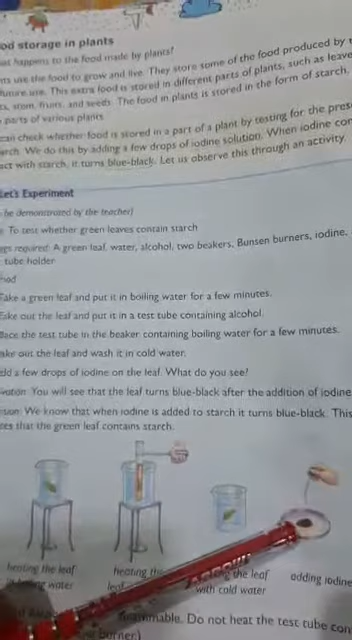 od storage in plants
happens to the food made by plants?
nts use the food to grow and live. They store some of the food produced by
future use. This extra food is stored in different parts of plants, such as leave
stem, fruits, and seeds. The food in plants is stored in the form of starch.
parts of various plants
can check whether food is stored in a part of a plant by testing for the pres
arch. We do this by adding a few drops of iodine solution. When iodine con
act with starch, it turns blue-black. Let us observe this through an activity.
Let's Experiment
be demonstrated by the teacher)
To test whether green leaves contain starch
required: A green leaf, water, alcohol, two beakers, Bunsen burners, iodine,
tube holder
Take a green leaf and put it in boiling water for a few minutes.
Take out the leaf and put it in a test tube containing alcohol.
Place the test tube in the beaker containing boiling water for a few minutes.
ake out the leaf and wash it in cold water.
dd a few drops of iodine on the leaf. What do you see?
You will see that the leaf turns blue-black after the addition of iodine
We know that when iodine is added to starch it turns blue-black. This
tes that the green leaf contains starch.
heating the leaf
water
heating the
the leaf
with cold water
adding iodine
Do not heat the test tube con
burner.)